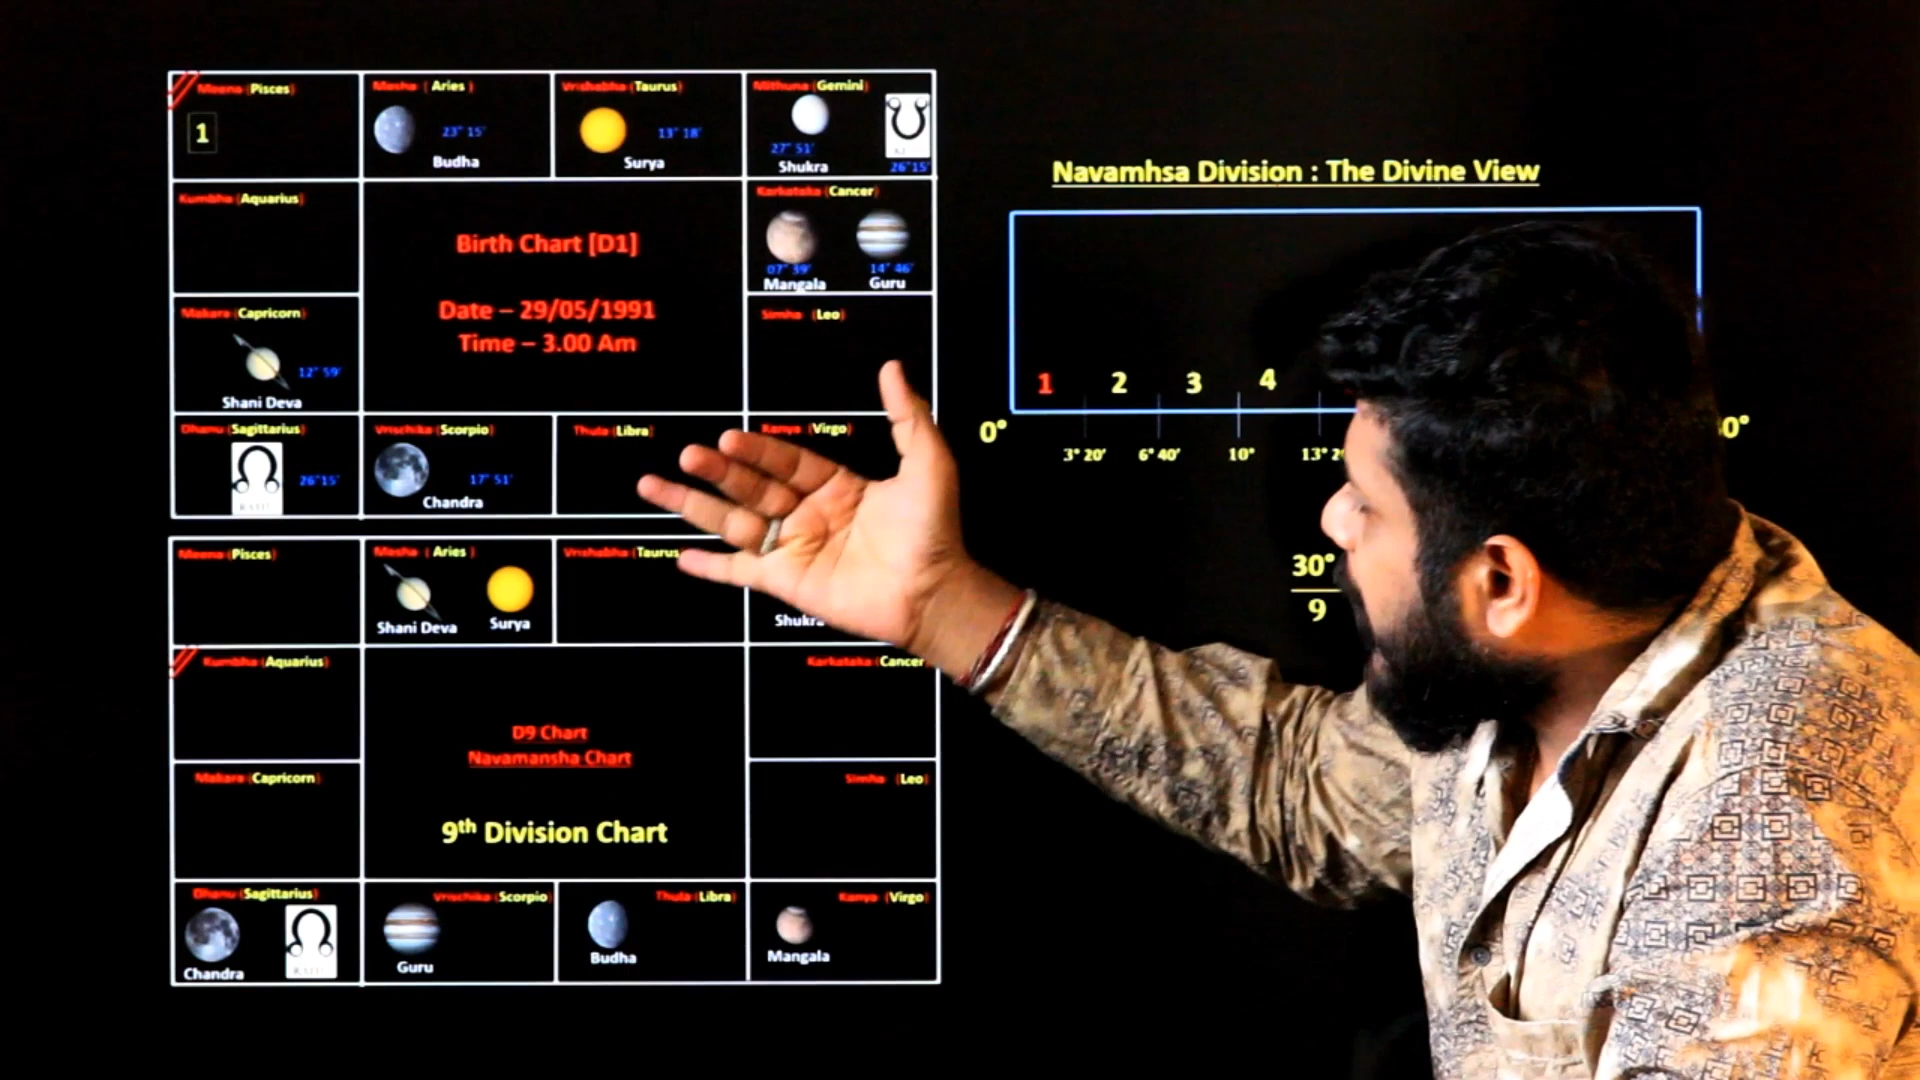 Meena (Pisces)
1
Mesha ( Aries )
23° 15'
Budha
Vrishabha (Taurus)
13° 18'
Surya
Mithuna (Gemini)
27° 51'
Shukra
26°15'
Kumbha (Aquarius)
Birth Chart [D1]
Date – 29/05/1991
Time – 3.00 Am
Karkataka (Cancer)
07° 39'
Mangala
14° 46'
Guru
Makara (Capricorn)
12° 59'
Shani Deva
Simha (Leo)
Dhanu (Sagittarius)
26°15'
Vrischika (Scorpio)
17° 51'
Chandra
Thula (Libra)
Kanya (Virgo)
Meena (Pisces)
Mesha ( Aries )
Shani Deva
Surya
Vrishabha (Taurus
Kumbha (Aquarius)
D9 Chart
Navamansha Chart
9th Division Chart
Karkataka (Cancer
Makara (Capricorn)
Simha (Leo)
Dhanu (Sagittarius)
Chandra
Vrischika (Scorpio)
Guru
Thula (Libra)
Budha
Kanya (Virgo)
Mangala
Navamhsa Division : The Divine View
1 2 3 4
0°
3° 20' 6° 40' 10°
30°
9